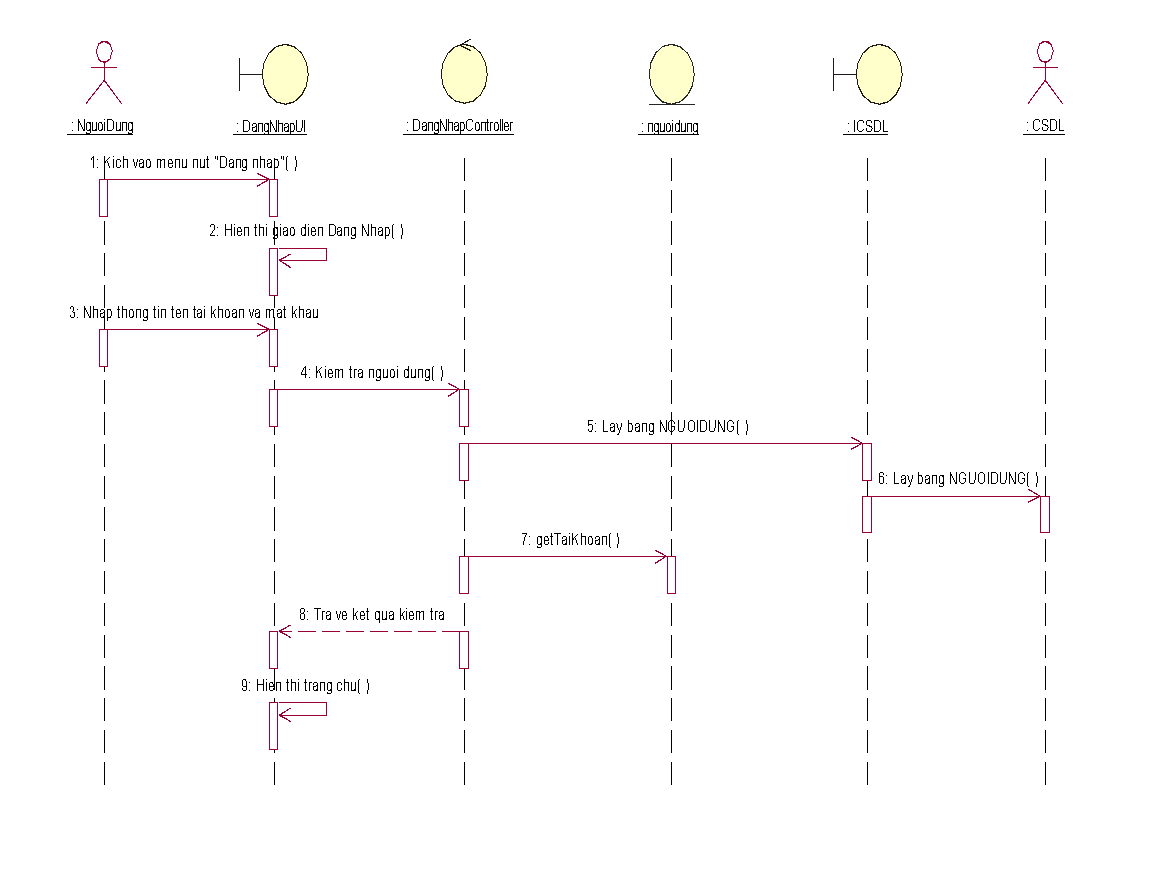 : NguoiDung
: DangNhapUI
: DangNhapController
: nguoidung
: ICSDL
: CSDL
1: Kich vao menu nut "Dang nhap"( )
2: Hien thi giao dien Dang Nhap( )
3: Nhap thong tin ten tai khoan va mat khau
4: Kiem tra nguoi dung( )
5: Lay bang NGUOIDUNG( )
6: Lay bang NGUOIDUNG( )
7: getTaiKhoan( )
8: Tra ve ket qua kiem tra
9: Hien thi trang chu( )